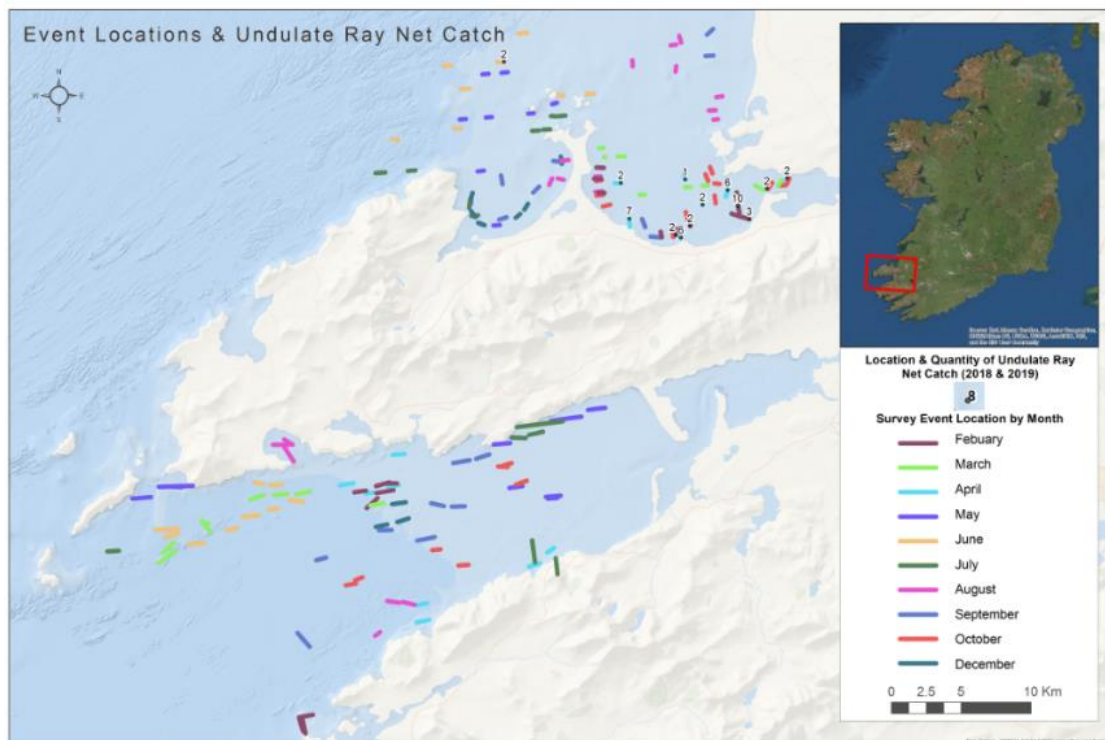 Event Locations & Undulate Ray Net Catch
N
W E
S
2
2
1
6
2
2
2
10
3
7
2
2
6
Location & Quantity of Undulate Ray
Net Catch (2018 & 2019)
8
Survey Event Location by Month
Febuary
March
April
May
June
July
August
September
October
December
0 2.5 5 10 Km